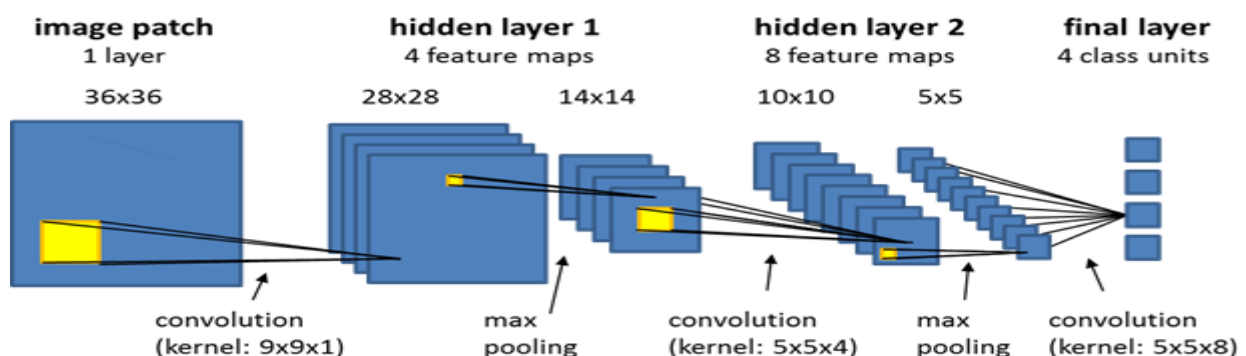 image patch
1 layer
36x36
hidden layer 1
4 feature maps
28x28
14x14
hidden layer 2
8 feature maps
10x10
5x5
final layer
4 class units
convolution
(kernel: 9x9x1)
max
pooling
convolution
(kernel: 5x5x4)
max
pooling
convolution
(kernel: 5x5x8)